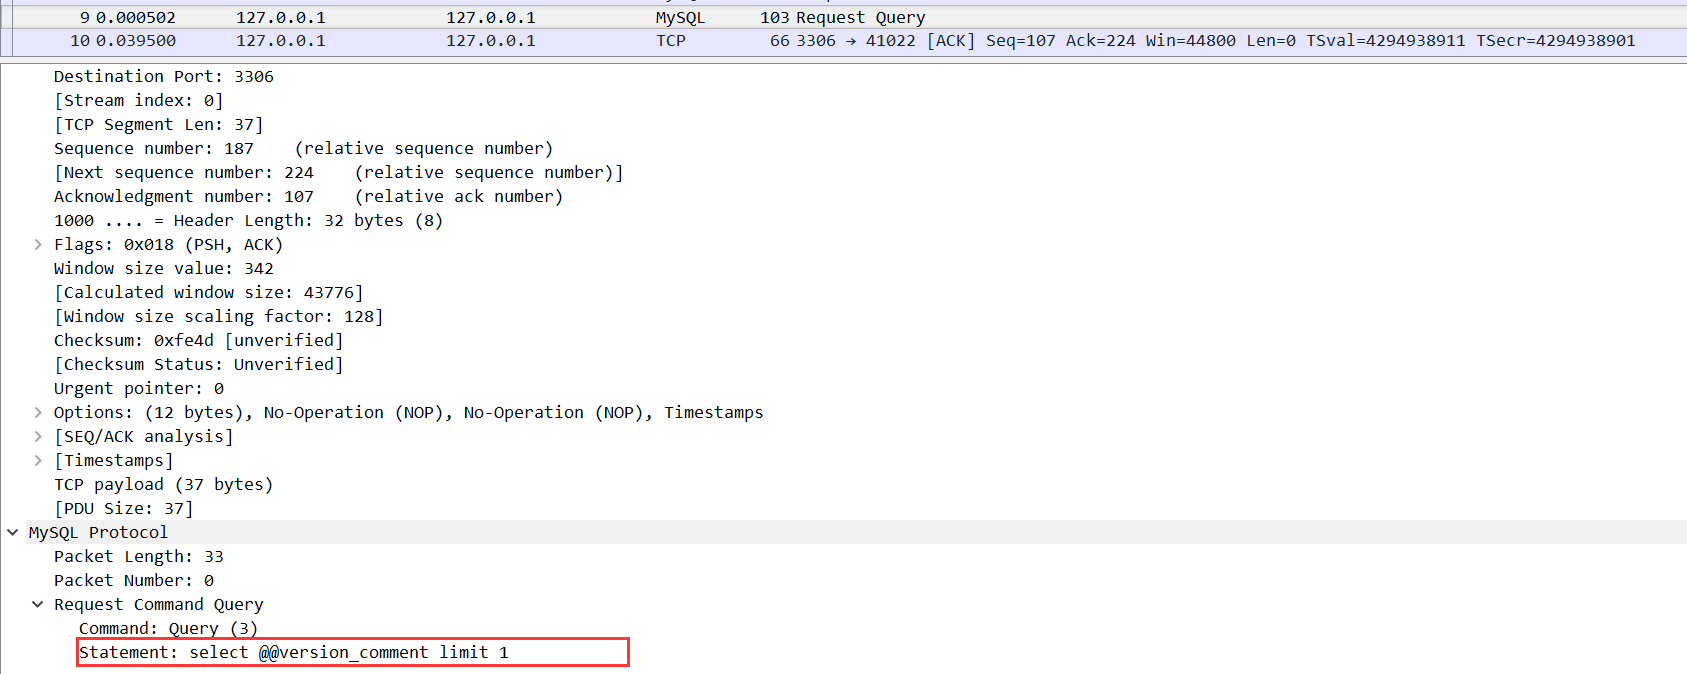 9 0.000502 127.0.0.1 127.0.0.1 MySQL 103 Request Query
10 0.039500 127.0.0.1 127.0.0.1 TCP 66 3306 → 41022 [ACK] Seq=107 Ack=224 Win=44800 Len=0 TSval=4294938911 TSecr=4294938901
Destination Port: 3306
[Stream index: 0]
[TCP Segment Len: 37]
Sequence number: 187    (relative sequence number)
[Next sequence number: 224    (relative sequence number)]
Acknowledgment number: 107    (relative ack number)
1000 .... = Header Length: 32 bytes (8)
Flags: 0x018 (PSH, ACK)
Window size value: 342
[Calculated window size: 43776]
[Window size scaling factor: 128]
Checksum: 0xfe4d [unverified]
[Checksum Status: Unverified]
Urgent pointer: 0
Options: (12 bytes), No-Operation (NOP), No-Operation (NOP), Timestamps
[SEQ/ACK analysis]
[Timestamps]
TCP payload (37 bytes)
[PDU Size: 37]
MySQL Protocol
Packet Length: 33
Packet Number: 0
Request Command Query
Command: Query (3)
Statement: select @@version_comment limit 1